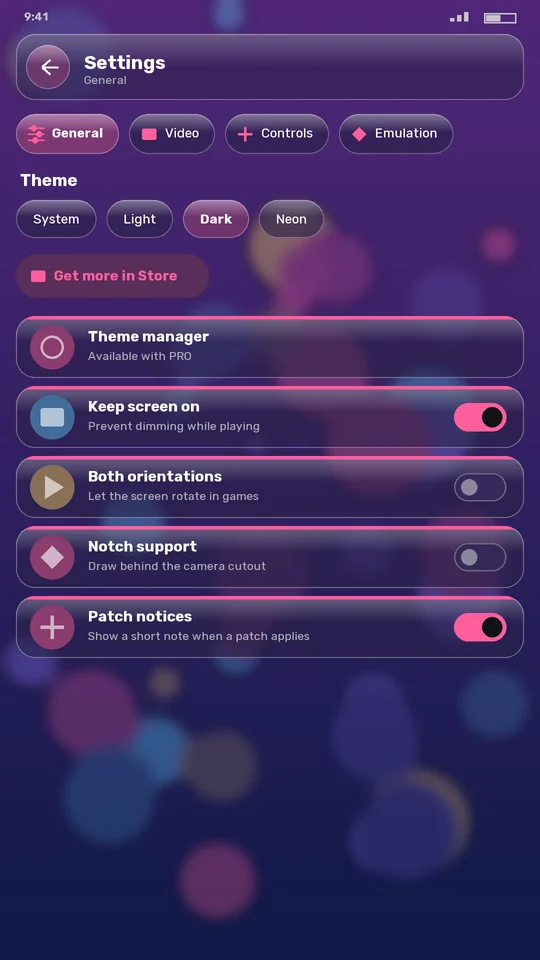 9:41
Settings
General
General
Video
Controls
Emulation
Theme
System
Light
Dark
Neon
Get more in Store
Theme manager
Available with PRO
Keep screen on
Prevent dimming while playing
Both orientations
Let the screen rotate in games
Notch support
Draw behind the camera cutout
Patch notices
Show a short note when a patch applies